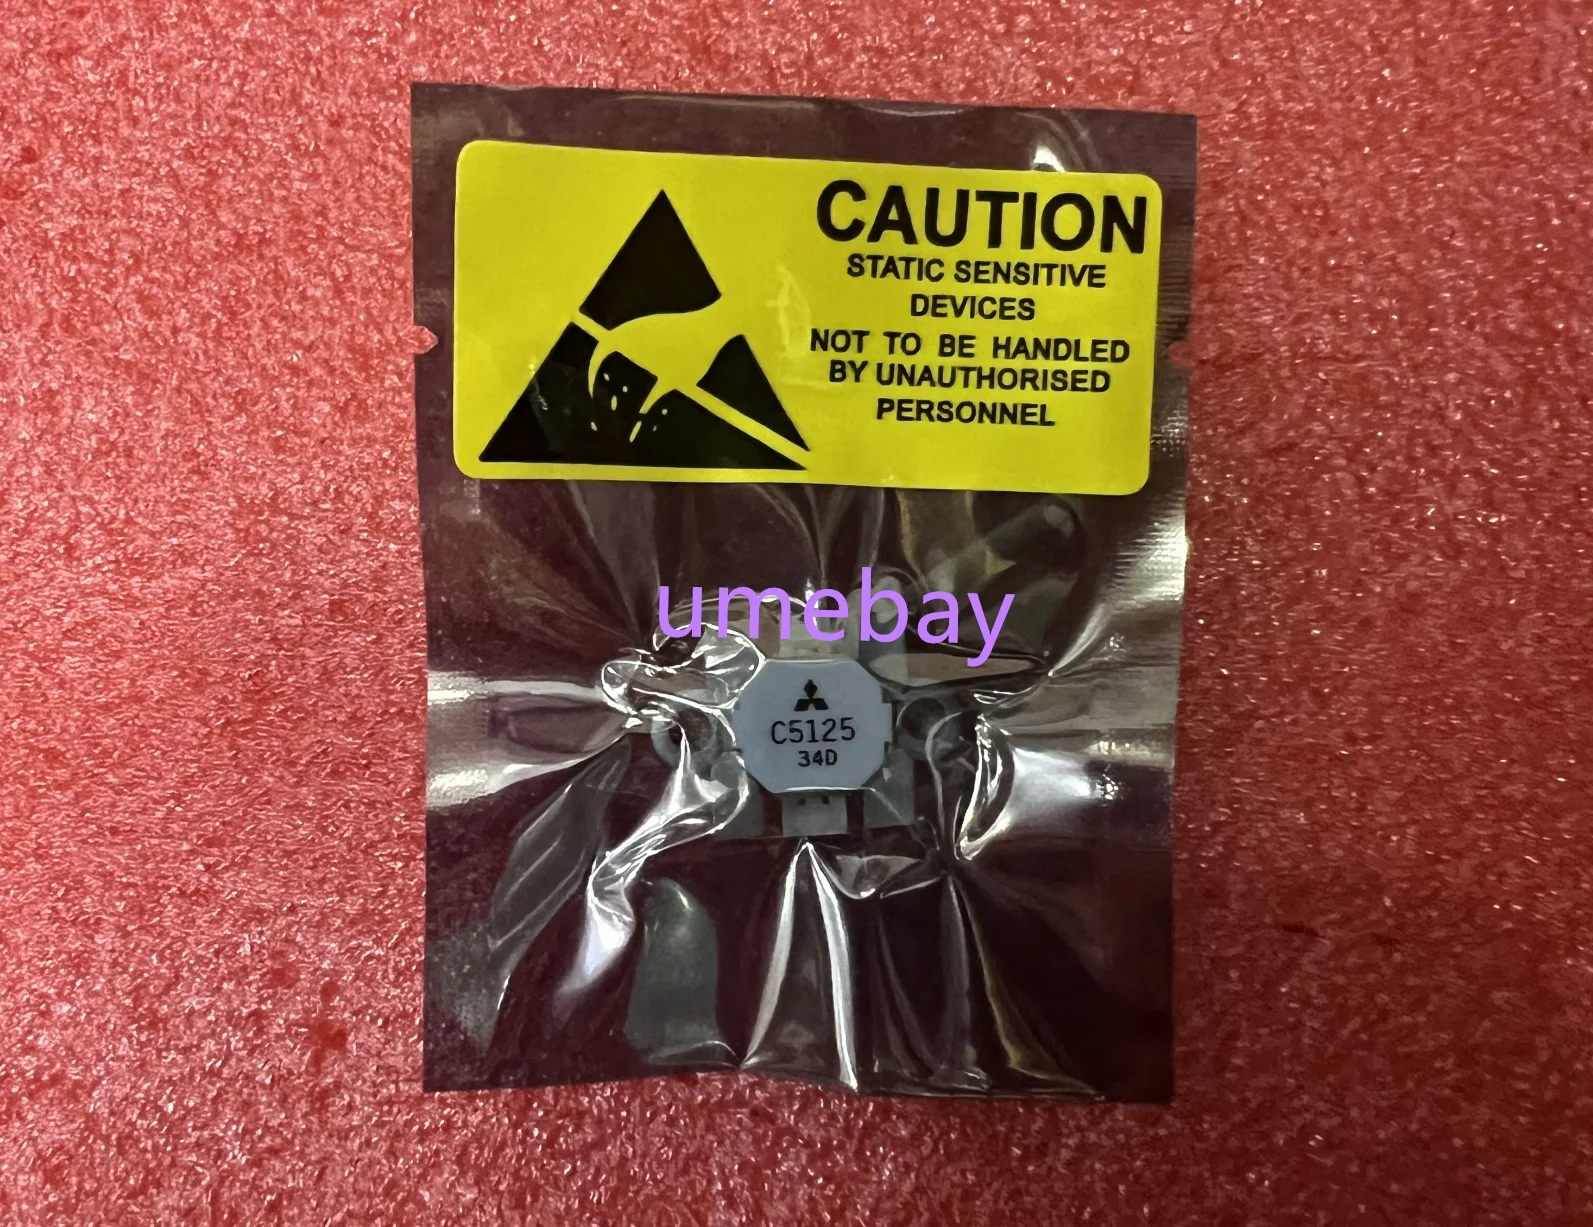 CAUTION
STATIC SENSITIVE
DEVICES
NOT TO BE HANDLED
BY UNAUTHORISED
PERSONNEL
umebay
C5125
34D